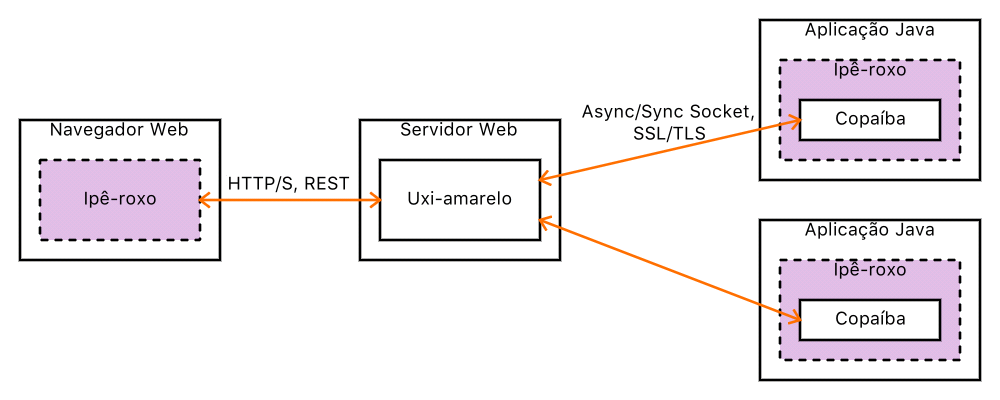 Navegador Web
Ipê-roxo
HTTP/S, REST
Servidor Web
Uxi-amarelo
Async/Sync Socket,
SSL/TLS
Aplicação Java
Ipê-roxo
Copaíba
Aplicação Java
Ipê-roxo
Copaíba